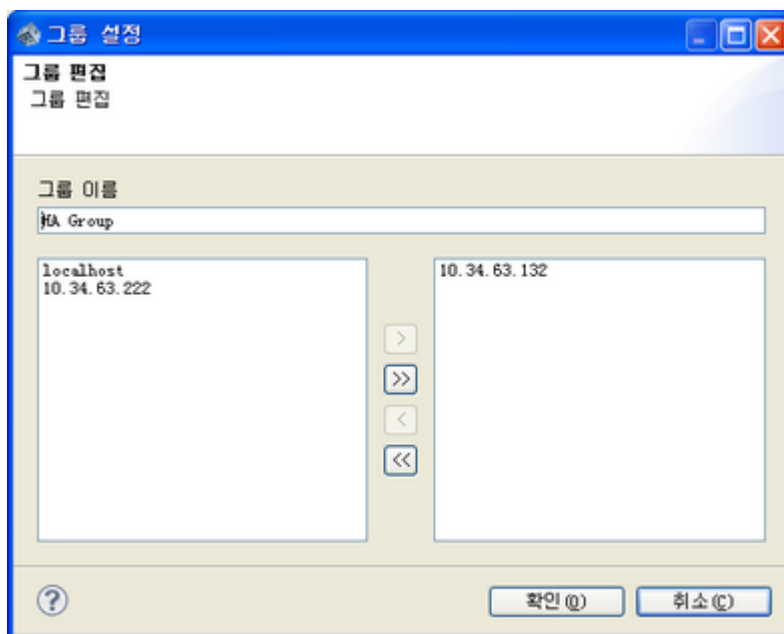 그룹 설정
그룹 편집
그룹 편집
그룹 이름
HA Group
localhost
10.34.63.222
10.34.63.132
>
>>
<
<<
?
확인(O)
취소(C)